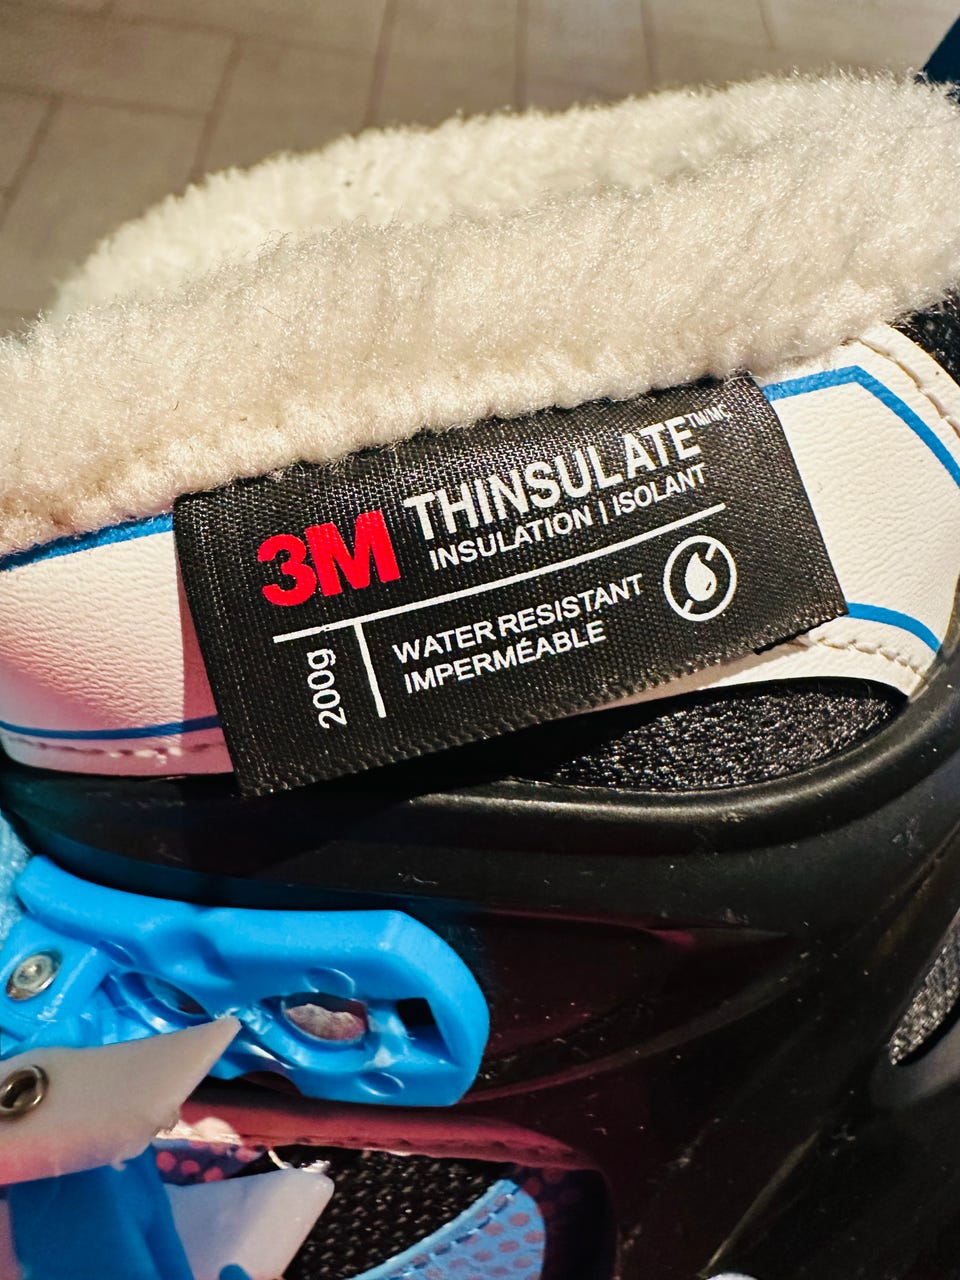 3M THINSULATE™/MC
INSULATION | ISOLANT
200g
WATER RESISTANT
IMPERMÉABLE